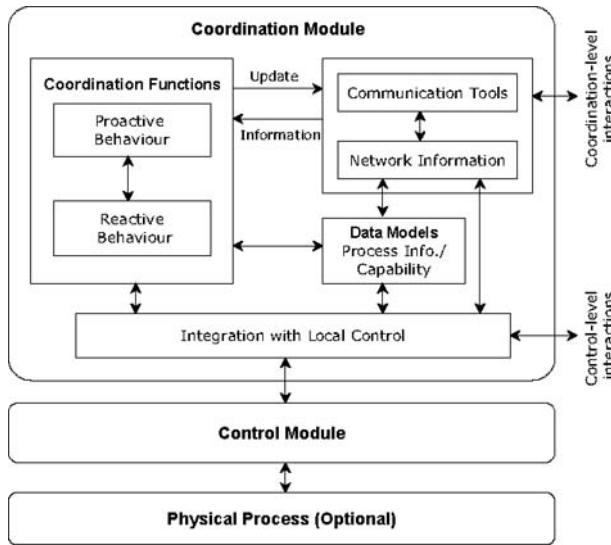 Coordination Module
Coordination Functions
Proactive
Behaviour
Reactive
Behaviour
Update
Information
Communication Tools
Network Information
Data Models
Process Info./
Capability
Integration with Local Control
Coordination-level
interactions
Control-level
interactions
Control Module
Physical Process (Optional)